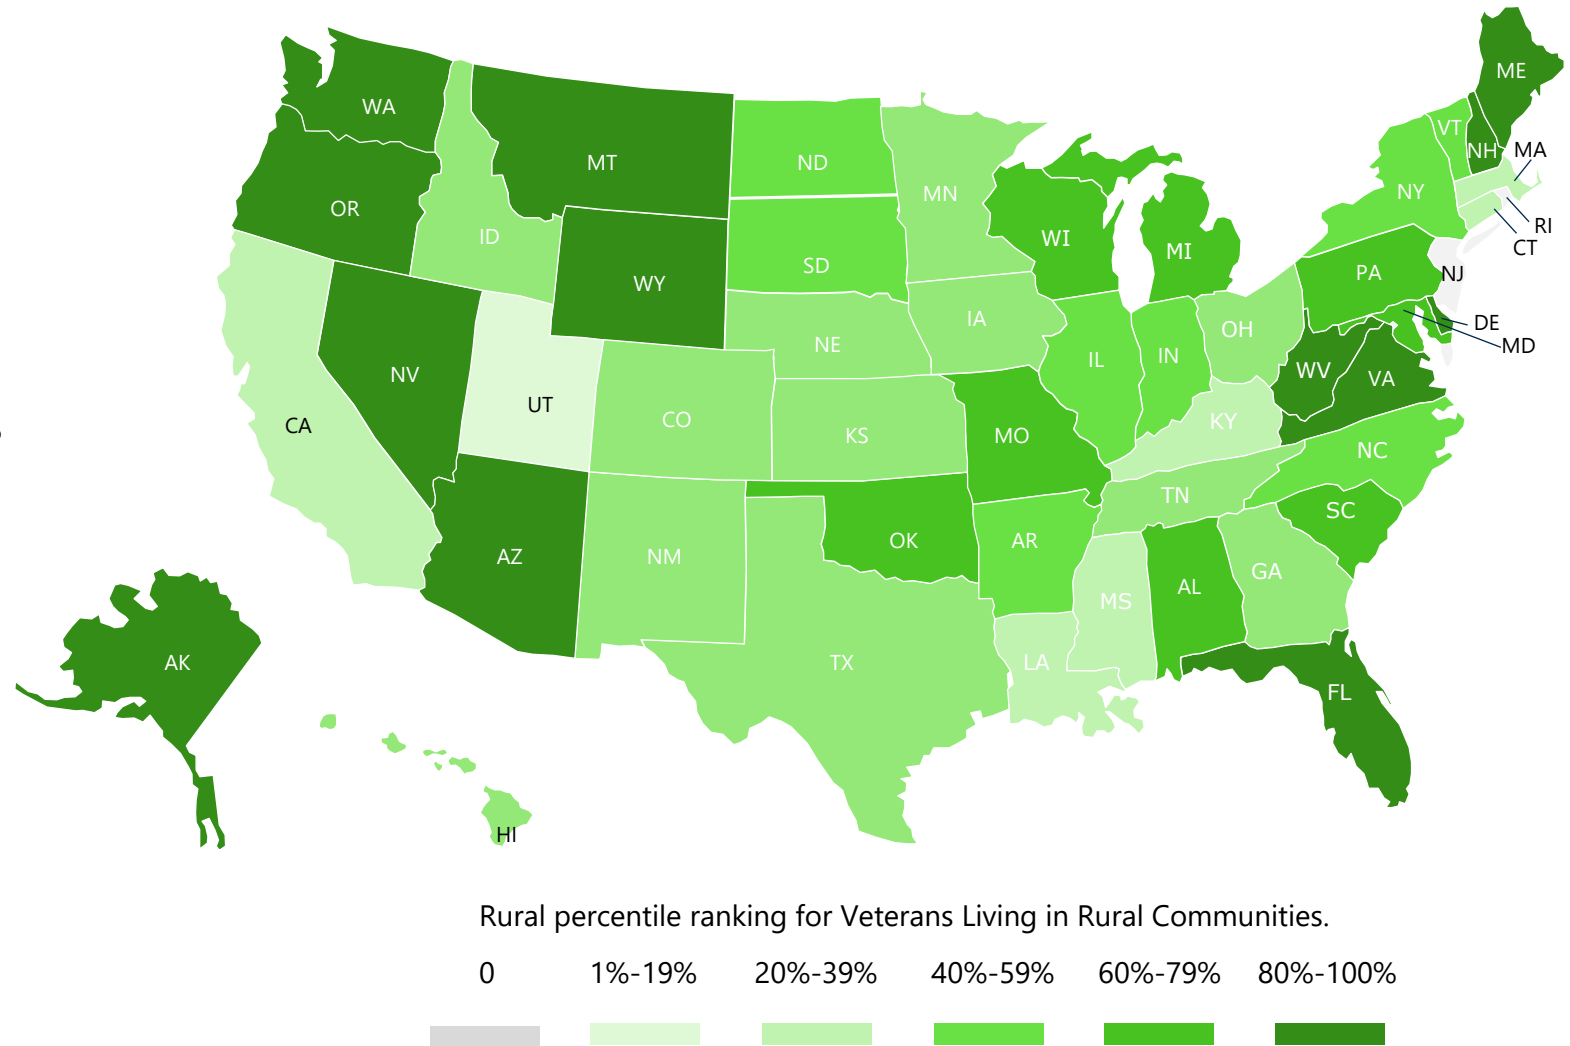 ME
WA
VT
NH
MA
MT
ND
MN
NY
OR
RI
ID
WI
CT
MI
SD
PA
NJ
WY
IA
OH
DE
NE
MD
IL
IN
WV
NV
VA
UT
CO
KY
CA
KS
MO
NC
TN
SC
OK
AR
AZ
NM
GA
AL
MS
AK
TX
LA
FL
HI
Rural percentile ranking for Veterans Living in Rural Communities.
0 1%-19% 20%-39% 40%-59% 60%-79% 80%-100%